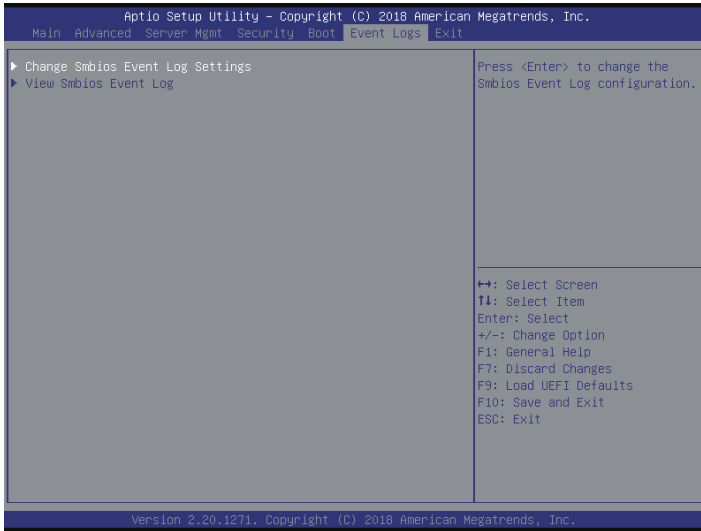 Aptio Setup Utility – Copyright (C) 2018 American Megatrends, Inc.
Main Advanced Server Mgmt Security Boot Event Logs Exit
Change Smbios Event Log Settings
View Smbios Event Log
Press <Enter> to change the
Smbios Event Log configuration.
↔: Select Screen
↑↓: Select Item
Enter: Select
+/-: Change Option
F1: General Help
F7: Discard Changes
F9: Load UEFI Defaults
F10: Save and Exit
ESC: Exit
Version 2.20.1271. Copyright (C) 2018 American Megatrends, Inc.